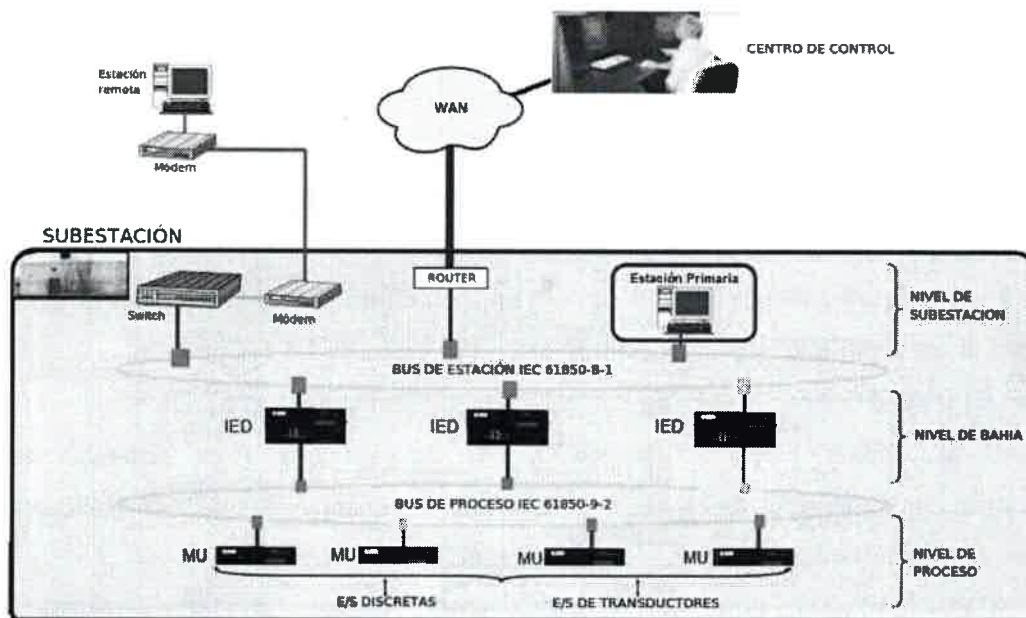 CENTRO DE CONTROL
Estación
remota
WAN
Módem
SUBESTACIÓN
ROUTER
Estación Primaria
NIVEL DE
SUBESTACION
Switch
Módem
BUS DE ESTACIÓN IEC 61850-8-1
IED
IED
IED
NIVEL DE BAHIA
BUS DE PROCESO IEC 61850-9-2
MU
MU
MU
MU
NIVEL DE
PROCESO
E/S DISCRETAS
E/S DE TRANSDUCTORES